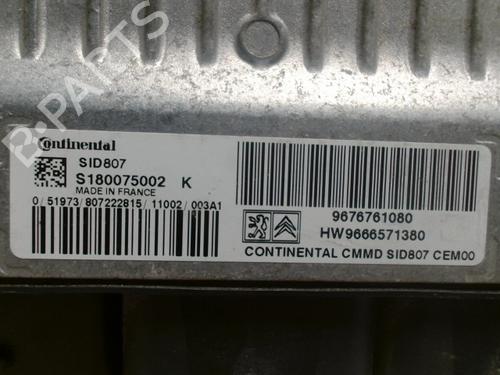 B-PARTS
Continental
SID807
S180075002 K
MADE IN FRANCE
0/51973/807222815/11002/003A1
9676761080
HW9666571380
CONTINENTAL CMMD SID807 CEM00